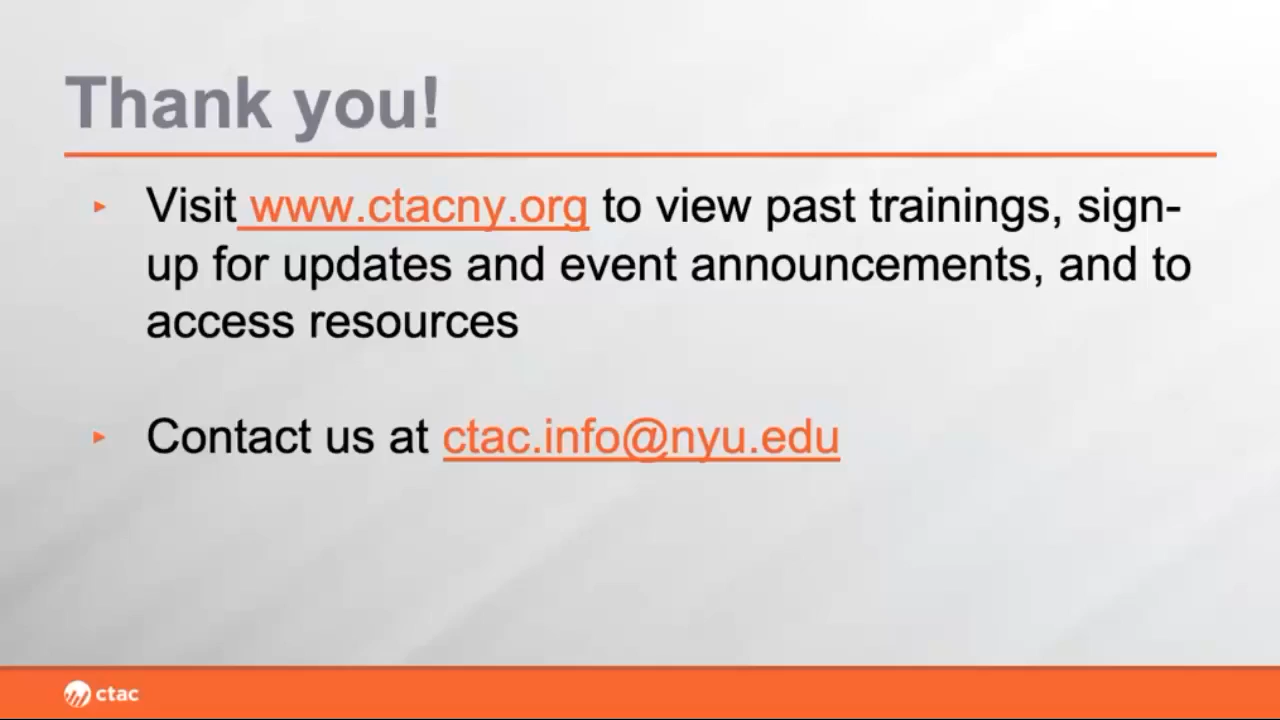 Thank you!
‣ Visit www.ctacny.org to view past trainings, sign-
up for updates and event announcements, and to
access resources
‣ Contact us at ctac.info@nyu.edu
ctac